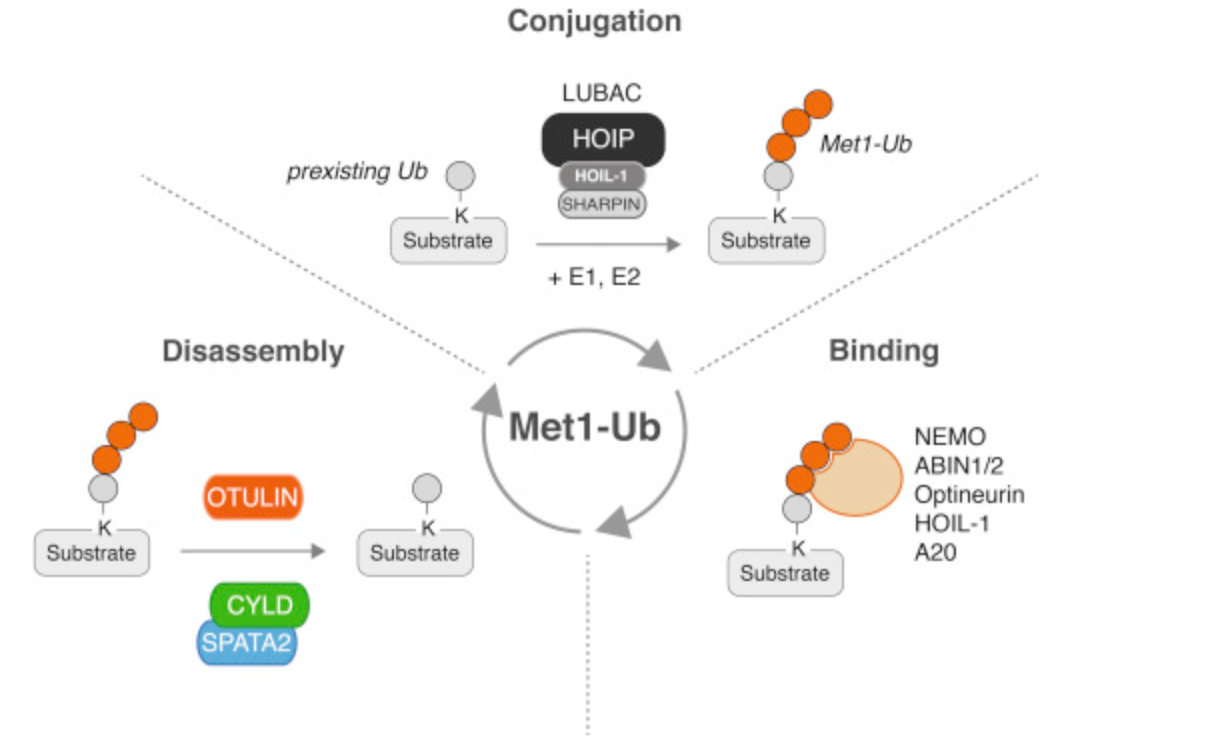 Conjugation
LUBAC
HOIP
HOIL-1
SHARPIN
prexisting Ub
K
Substrate
+ E1, E2
Met1-Ub
K
Substrate
Disassembly
K
Substrate
OTULIN
CYLD
SPATA2
K
Substrate
Met1-Ub
Binding
NEMO
ABIN1/2
Optineurin
HOIL-1
A20
K
Substrate